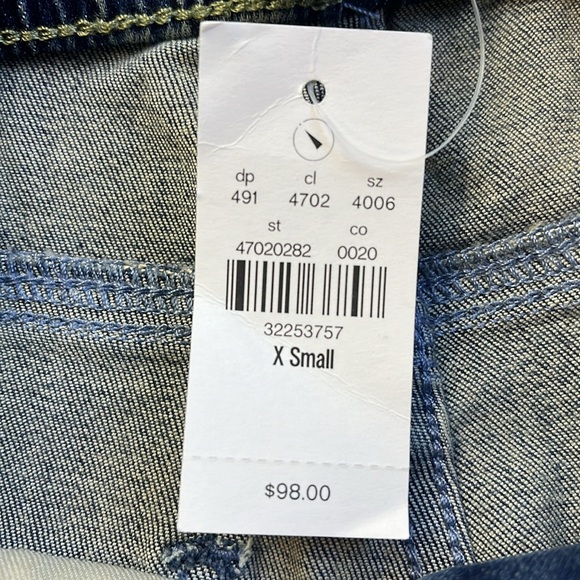 dp cl sz
491 4702 4006
st co
47020282 0020
32253757
X Small
$98.00